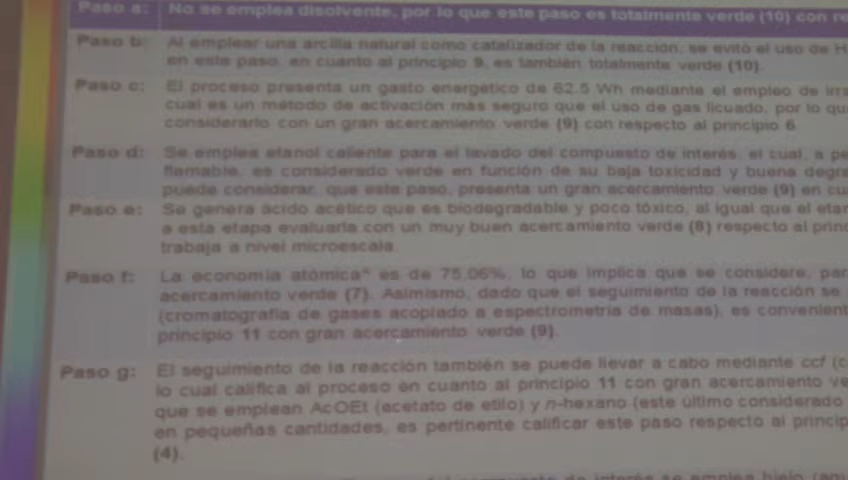 Paso a: No se emplea disolvente, por lo que este paso es totalmente verde (10) con
Paso b: Al emplear una arcilla natural como catalizador de la reacción, se evitó el uso de
en este paso, en cuanto al principio 9, es también totalmente verde (10).
Paso c: El proceso presenta un gasto energético de 62.5 Wh mediante el empleo de
cual es un método de activación más seguro que el uso de gas licuado, por lo
considerarlo con un gran acercamiento verde (9) con respecto al principio 6.
Paso d: Se emplea etanol caliente para el lavado del compuesto de interés, el cual, a
flamable, es considerado verde en función de su baja toxicidad y buena
puede considerar, que este paso, presenta un gran acercamiento verde (9) en
Paso e: Se genera ácido acético que es biodegradable y poco tóxico, al igual que el
a esta etapa evaluarla con un muy buen acercamiento verde (8) respecto al
trabaja a nivel microescala.
Paso f: La economía atómica es de 75.06%, lo que implica que se considere,
acercamiento verde (7). Asimismo, dado que el seguimiento de la reacción se
(cromatografía de gases acoplado a espectrometría de masas), es
principio 11 con gran acercamiento verde (9).
Paso g: El seguimiento de la reacción también se puede llevar a cabo mediante ccf
lo cual califica al proceso en cuanto al principio 11 con gran acercamiento
que se emplean AcOEt (acetato de etilo) y n-hexano (este último considerado
en pequeñas cantidades, es pertinente calificar este paso respecto al
(4).
compuesto de interés se emplea hielo